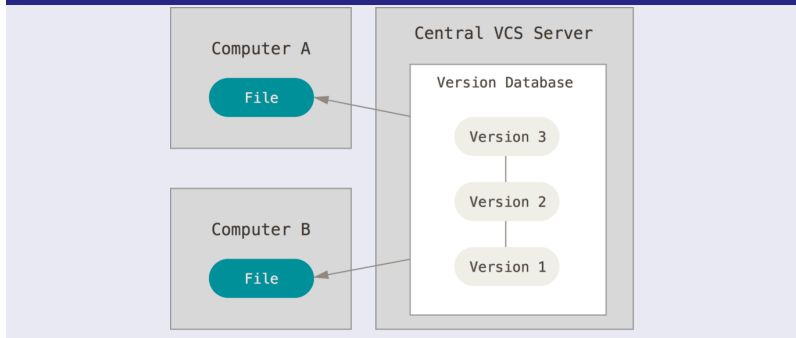 Computer A
File
Computer B
File
Central VCS Server
Version Database
Version 3
Version 2
Version 1